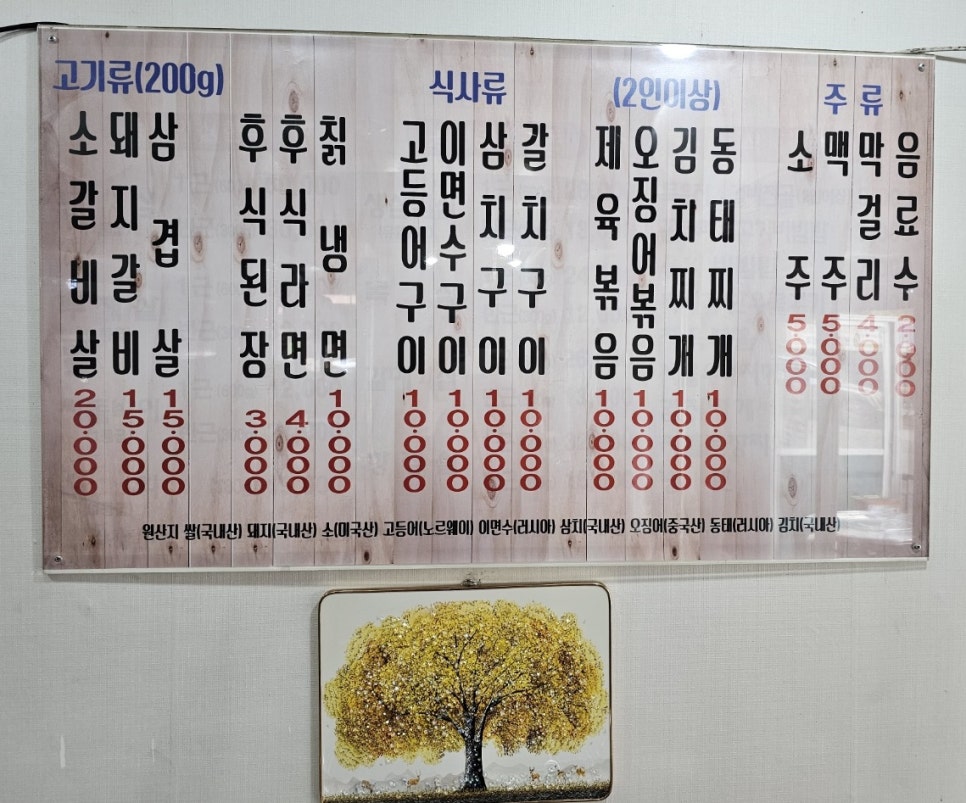 고기류(200g)
소갈비살 20.000
돼지갈비 15.000
삼겹살 15.000
후식된장 3.000
후식라면 4.000
칡냉면 10.000
식사류
고등어구이 10.000
이면수구이 10.000
삼치구이 10.000
갈치구이 10.000
(2인이상)
제육볶음 10.000
오징어볶음 10.000
김치찌개 10.000
동태찌개 10.000
주류
소주 5.000
맥주 5.000
막걸리 4.000
음료수 2.000
원산지 쌀(국내산) 돼지(국내산) 소(미국산) 고등어(노르웨이) 이면수(러시아) 삼치(국내산) 오징어(중국산) 동태(러시아) 김치(국내산)